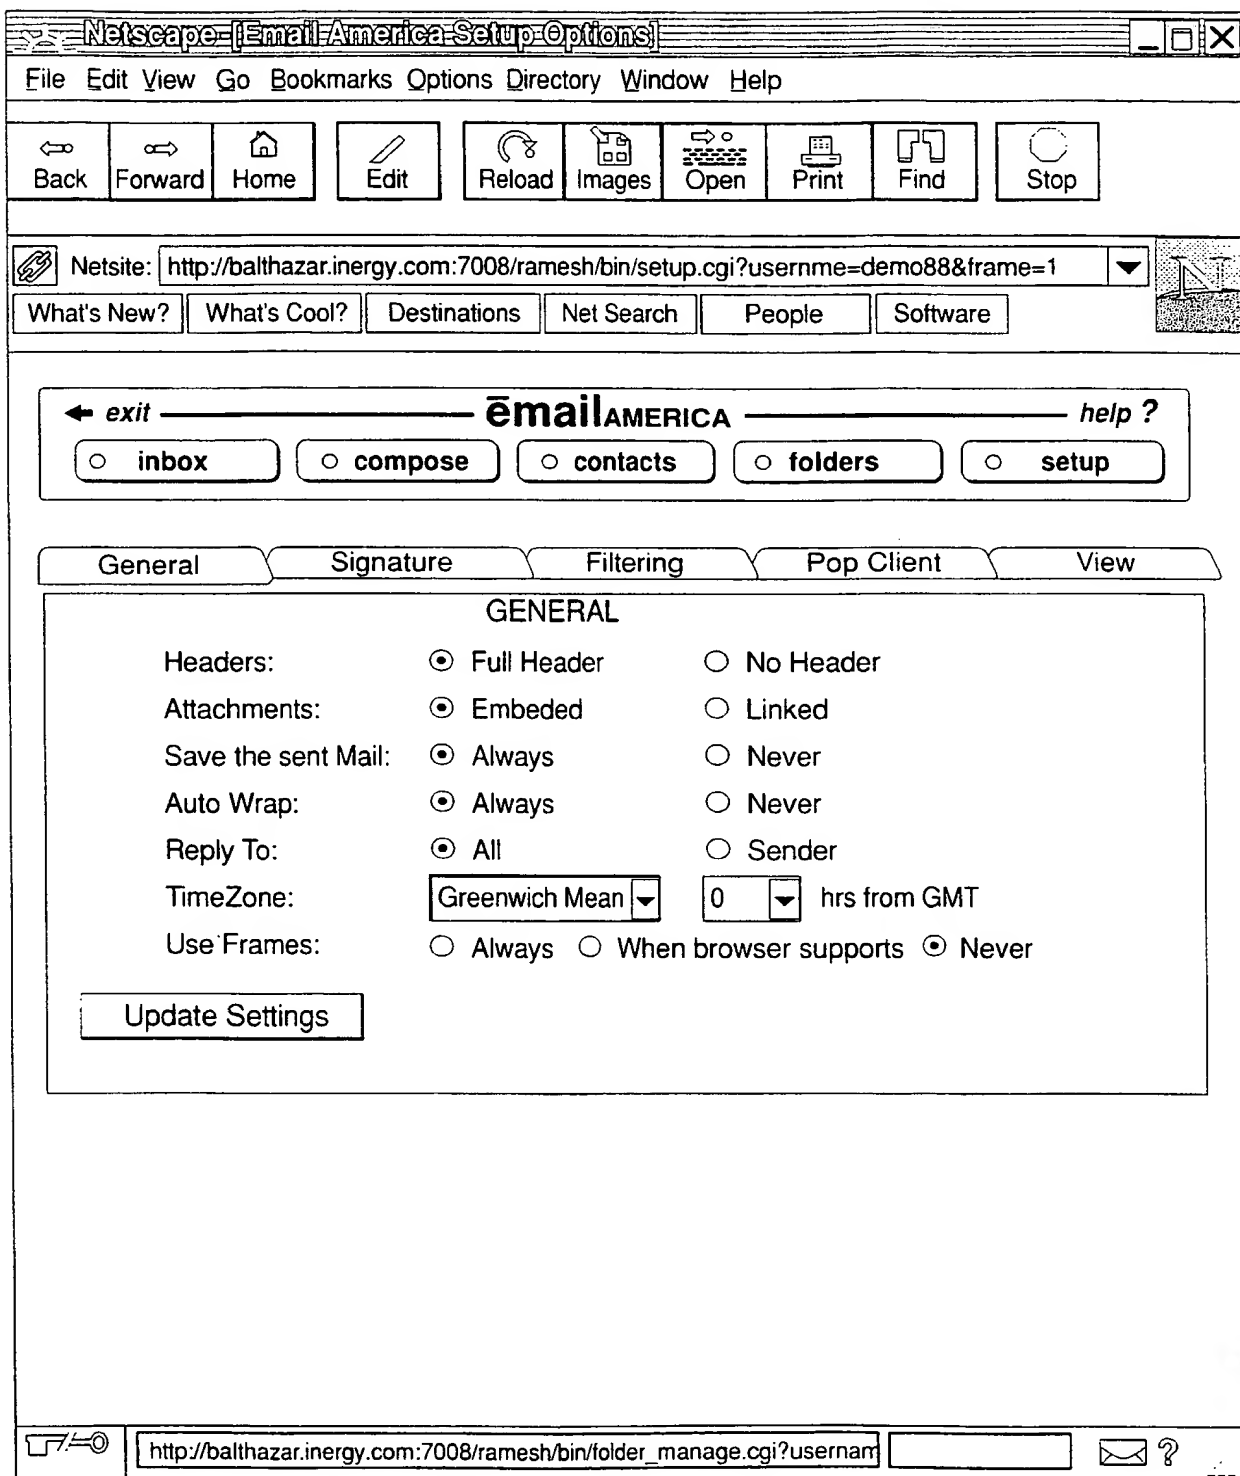 Netscape-[Email America Setup Options]
File Edit View Go Bookmarks Options Directory Window Help
Back Forward Home Edit Reload Images Open Print Find Stop
Netsite: http://balthazar.inergy.com:7008/ramesh/bin/setup.cgi?usernme=demo88&frame=1
What's New? What's Cool? Destinations Net Search People Software
exit ēmailAMERICA help ?
inbox compose contacts folders setup
General Signature Filtering Pop Client View
GENERAL
Headers: Full Header No Header
Attachments: Embeded Linked
Save the sent Mail: Always Never
Auto Wrap: Always Never
Reply To: All Sender
TimeZone: Greenwich Mean 0 hrs from GMT
Use Frames: Always When browser supports Never
Update Settings
http://balthazar.inergy.com:7008/ramesh/bin/folder_manage.cgi?usernam